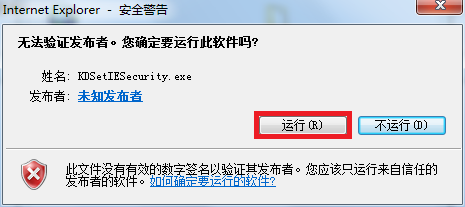 Internet Explorer - 安全警告
无法验证发布者。您确定要运行此软件吗?
姓名: KDSetIESecurity.exe
发布者: 未知发布者
运行(R) 不运行(D)
此文件没有有效的数字签名以验证其发布者。您应该只运行来自信任的
发布者的软件。如何确定要运行的软件?